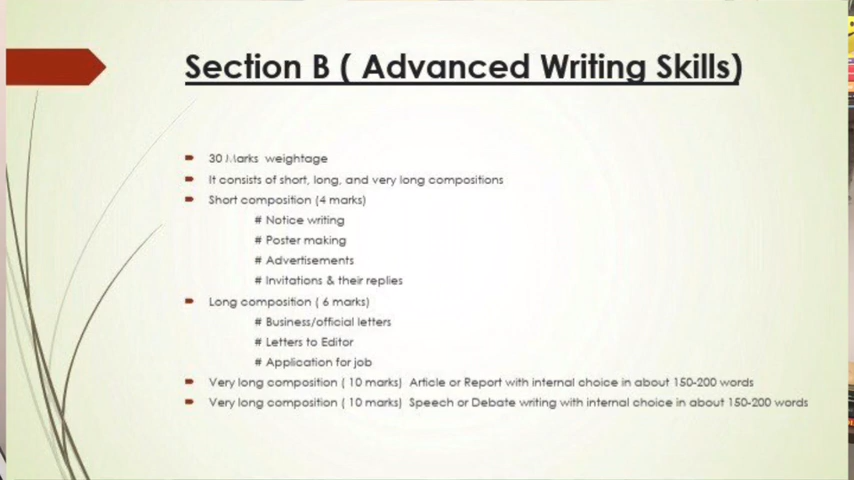 Section B ( Advanced Writing Skills)
30 Marks weightage
It consists of short, long, and very long compositions
Short composition (4 marks)
# Notice writing
# Poster making
# Advertisements
# Invitations & their replies
Long composition ( 6 marks)
# Business/official letters
# Letters to Editor
# Application for job
Very long composition ( 10 marks) Article or Report with internal choice in about 150-200 words
Very long composition ( 10 marks) Speech or Debate writing with internal choice in about 150-200 words